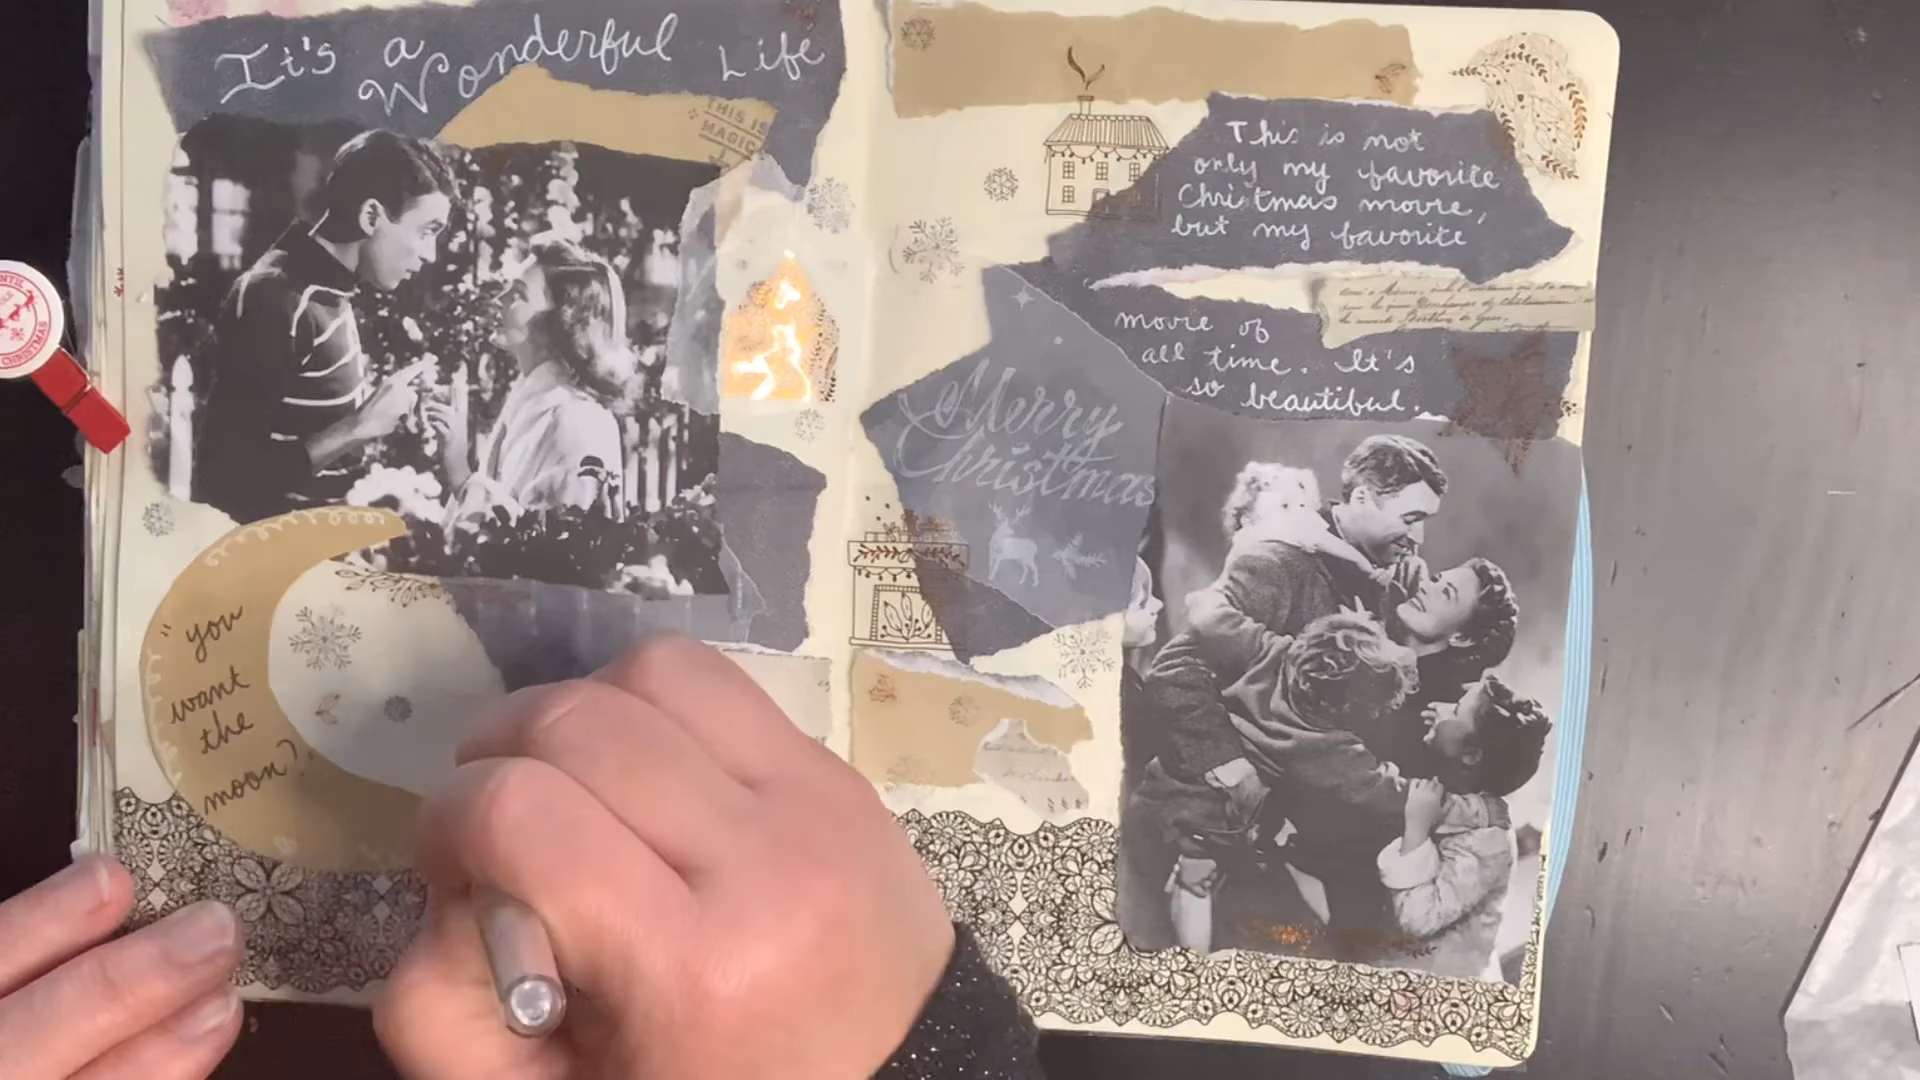 It's a
Wonderful Life
THIS IS
MAGIC
This is not
only my favorite
Christmas movie,
but my favorite
movie of
all time. It's
so beautiful.
Merry
Christmas
"you
want
the
moon?
CHRISTMAS